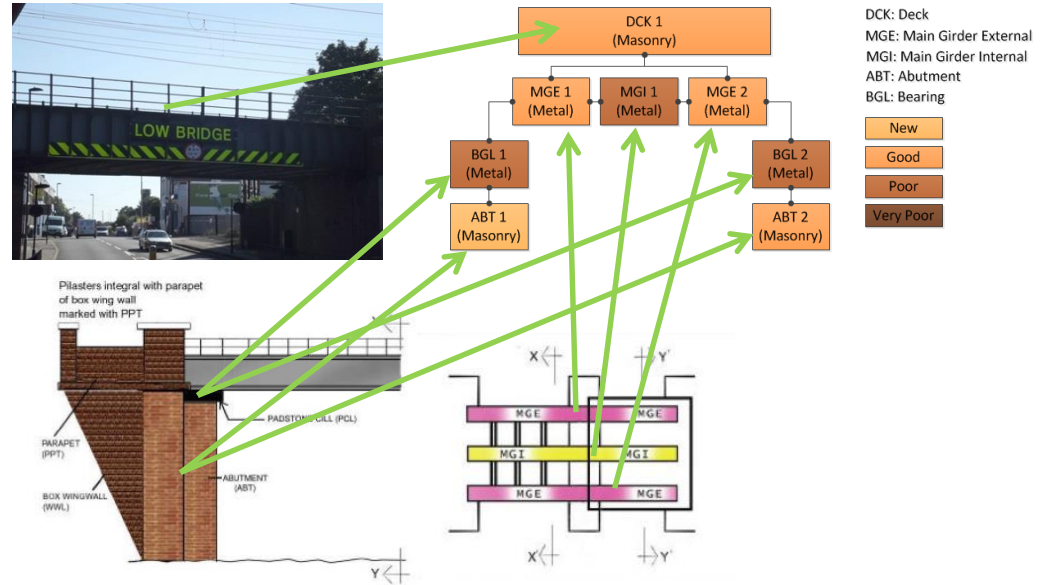 LOW BRIDGE
DCK 1
(Masonry)
MGE 1
(Metal)
MGI 1
(Metal)
MGE 2
(Metal)
BGL 1
(Metal)
BGL 2
(Metal)
ABT 1
(Masonry)
ABT 2
(Masonry)
DCK: Deck
MGE: Main Girder External
MGI: Main Girder Internal
ABT: Abutment
BGL: Bearing
New
Good
Poor
Very Poor
Pilasters integral with parapet
of box wing wall
marked with PPT
PADSTONE/CILL (PCL)
PARAPET
(PPT)
BOX WINGWALL
(WWL)
ABUTMENT
(ABT)
Y
X
Y'
MGE
MGE
MGI
MGI
MGE
MGE
X'
Y'